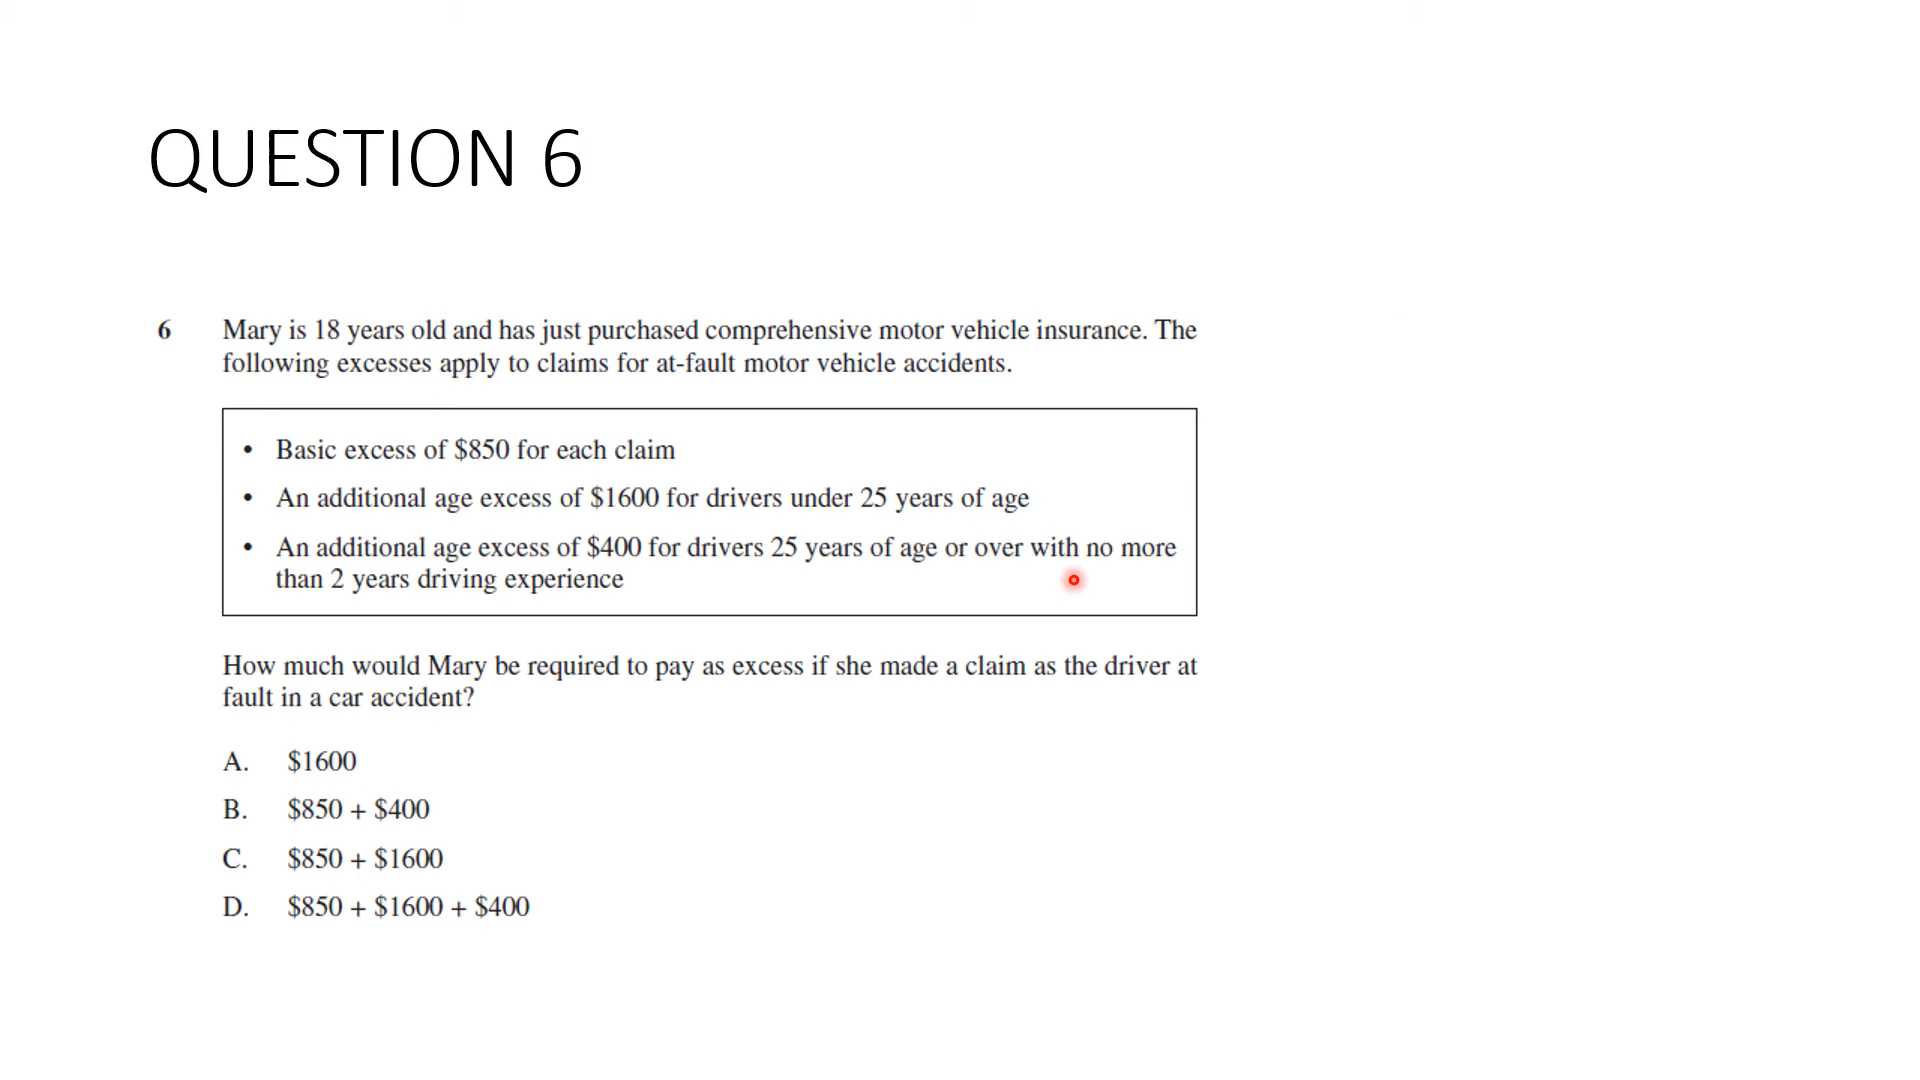 QUESTION 6
6 Mary is 18 years old and has just purchased comprehensive motor vehicle insurance. The
following excesses apply to claims for at-fault motor vehicle accidents.
• Basic excess of $850 for each claim
• An additional age excess of $1600 for drivers under 25 years of age
• An additional age excess of $400 for drivers 25 years of age or over with no more
than 2 years driving experience
How much would Mary be required to pay as excess if she made a claim as the driver at
fault in a car accident?
A. $1600
B. $850 + $400
C. $850 + $1600
D. $850 + $1600 + $400